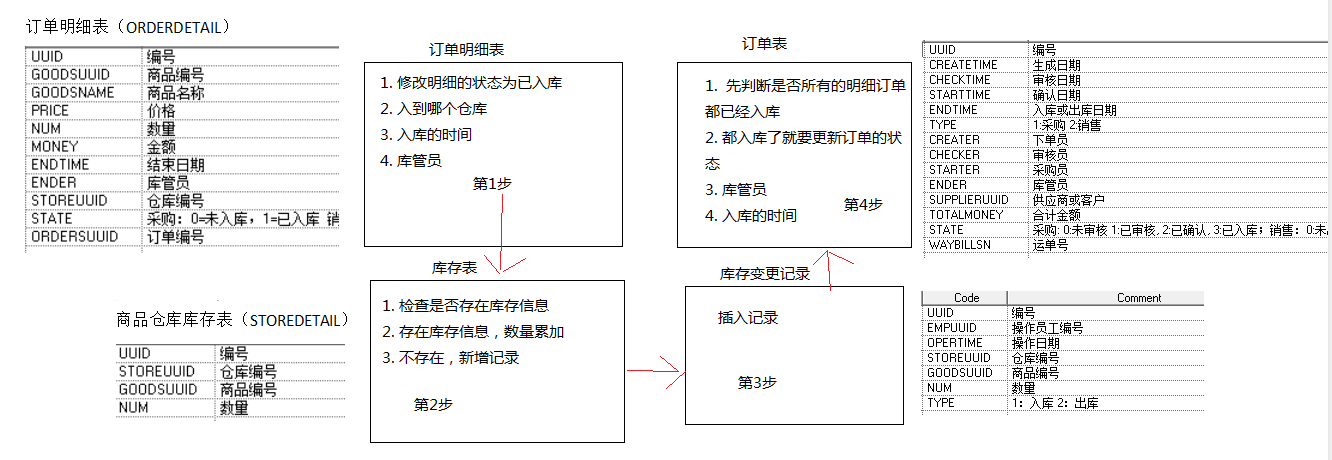 订单明细表（ORDERDETAIL）
UUID 编号
GOODSUUID 商品编号
GOODSNAME 商品名称
PRICE 价格
NUM 数量
MONEY 金额
ENDTIME 结束日期
ENDER 库管员
STOREUUID 仓库编号
STATE 采购：0=未入库，1=已入库 销
ORDERSUUID 订单编号
订单明细表
1. 修改明细的状态为已入库
2. 入到哪个仓库
3. 入库的时间
4. 库管员
第1步
订单表
1. 先判断是否所有的明细订单
都已经入库
2. 都入库了就要更新订单的状
态
3. 库管员
4. 入库的时间
第4步
UUID 编号
CREATETIME 生成日期
CHECKTIME 审核日期
STARTTIME 确认日期
ENDTIME 入库或出库日期
TYPE 1:采购 2:销售
CREATER 下单员
CHECKER 审核员
STARTER 采购员
ENDER 库管员
SUPPLIERUUID 供应商或客户
TOTALMONEY 合计金额
STATE 采购: 0:未审核 1:已审核, 2:已确认, 3:已入库；销售：0:未
WAYBILLSN 运单号
商品仓库库存表（STOREDETAIL）
UUID 编号
STOREUUID 仓库编号
GOODSUUID 商品编号
NUM 数量
库存表
1. 检查是否存在库存信息
2. 存在库存信息，数量累加
3. 不存在，新增记录
第2步
库存变更记录
插入记录
第3步
Code Comment
UUID 编号
EMPUUID 操作员工编号
OPERTIME 操作日期
STOREUUID 仓库编号
GOODSUUID 商品编号
NUM 数量
TYPE 1：入库 2：出库